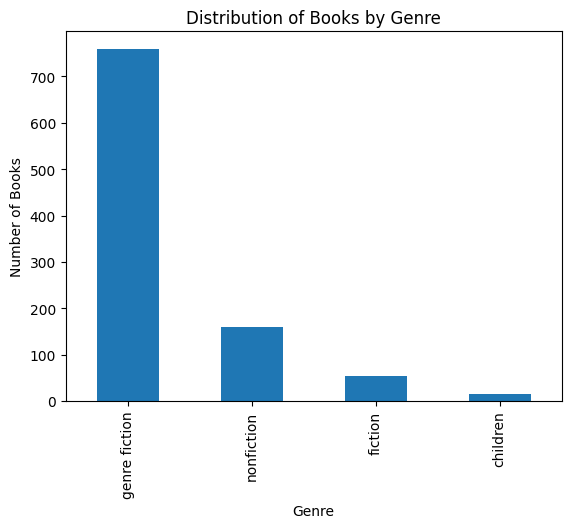 Distribution of Books by Genre
Number of Books
700
600
500
400
300
200
100
0
genre fiction
nonfiction
fiction
children
Genre